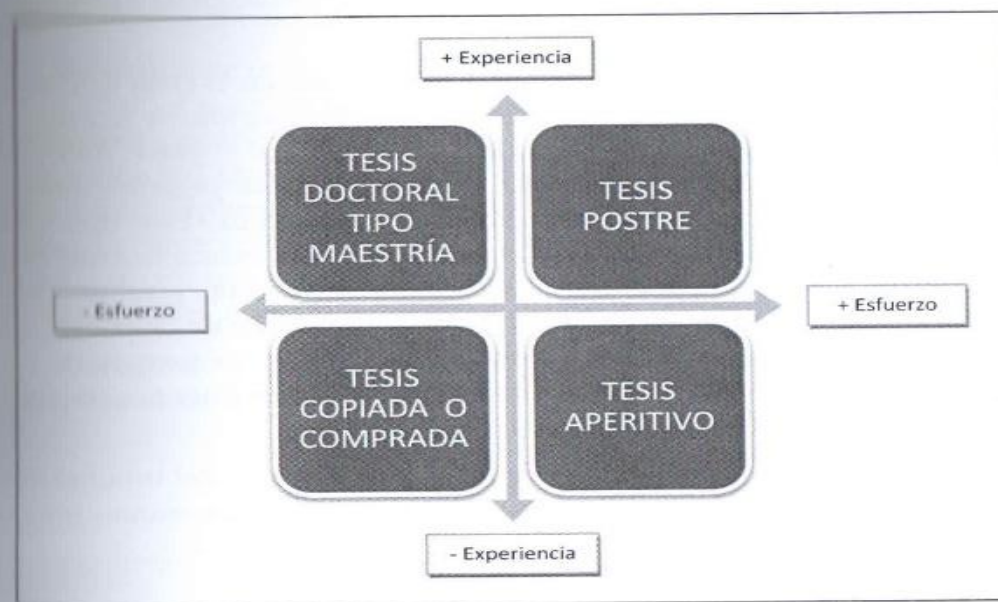 + Experiencia
TESIS
DOCTORAL
TIPO
MAESTRÍA
TESIS
POSTRE
- Esfuerzo
+ Esfuerzo
TESIS
COPIADA O
COMPRADA
TESIS
APERITIVO
- Experiencia